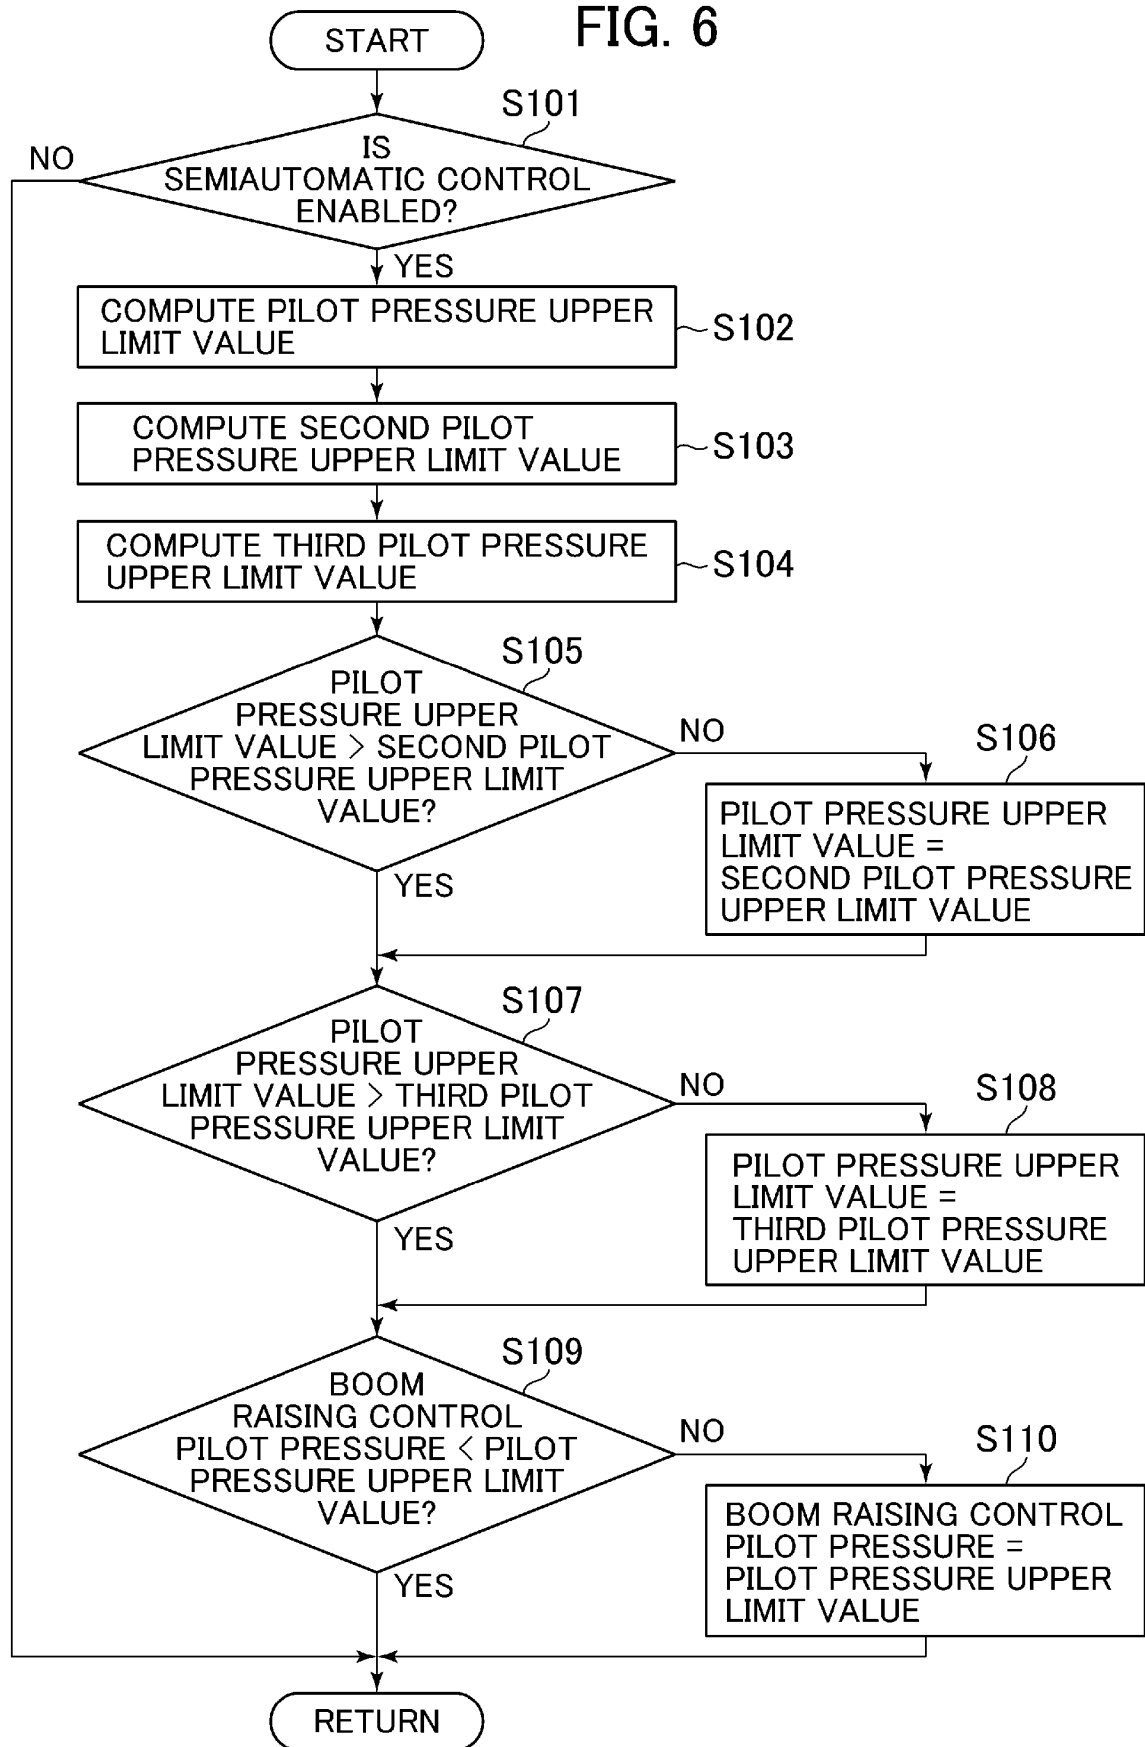 FIG. 6
START
S101
IS
SEMIAUTOMATIC CONTROL
ENABLED?
NO
YES
COMPUTE PILOT PRESSURE UPPER
LIMIT VALUE
S102
COMPUTE SECOND PILOT
PRESSURE UPPER LIMIT VALUE
S103
COMPUTE THIRD PILOT PRESSURE
UPPER LIMIT VALUE
S104
S105
PILOT
PRESSURE UPPER
LIMIT VALUE > SECOND PILOT
PRESSURE UPPER LIMIT
VALUE?
NO
YES
S106
PILOT PRESSURE UPPER
LIMIT VALUE =
SECOND PILOT PRESSURE
UPPER LIMIT VALUE
S107
PILOT
PRESSURE UPPER
LIMIT VALUE > THIRD PILOT
PRESSURE UPPER LIMIT
VALUE?
NO
YES
S108
PILOT PRESSURE UPPER
LIMIT VALUE =
THIRD PILOT PRESSURE
UPPER LIMIT VALUE
S109
BOOM
RAISING CONTROL
PILOT PRESSURE < PILOT
PRESSURE UPPER LIMIT
VALUE?
NO
YES
S110
BOOM RAISING CONTROL
PILOT PRESSURE =
PILOT PRESSURE UPPER
LIMIT VALUE
RETURN